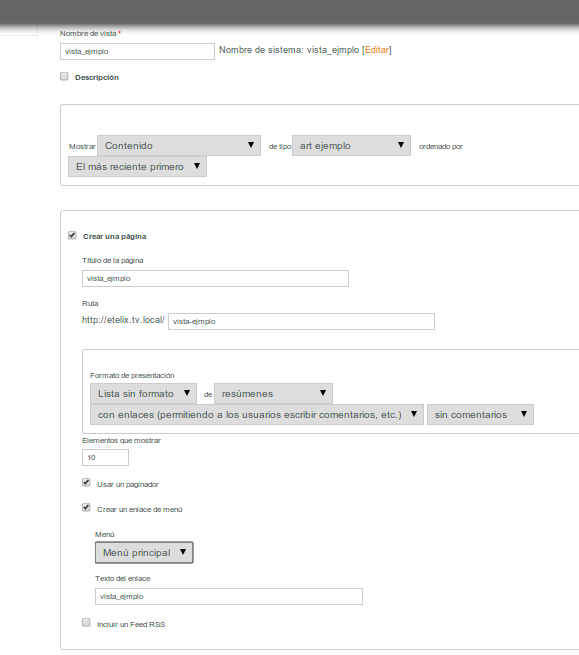 Nombre de vista *
vista_ejmplo Nombre de sistema: vista_ejmplo [Editar]
Descripción
Mostrar Contenido de tipo art ejemplo ordenado por
El más reciente primero
Crear una página
Título de la página
vista_ejmplo
Ruta
http://etelix.tv.local/ vista-ejmplo
Formato de presentación
Lista sin formato de resúmenes
con enlaces (permitiendo a los usuarios escribir comentarios, etc.) sin comentarios
Elementos que mostrar
10
Usar un paginador
Crear un enlace de menú
Menú
Menú principal
Texto del enlace
vista_ejmplo
Incluir un Feed RSS